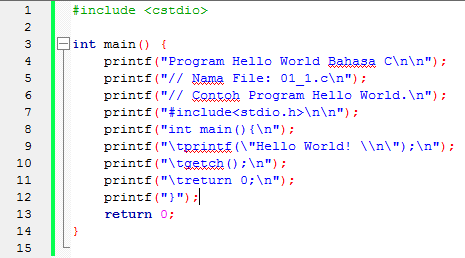 1 #include <cstdio>
2
3 int main() {
4 printf("Program Hello World Bahasa C\n\n");
5 printf("// Nama File: 01_1.c\n");
6 printf("// Contoh Program Hello World.\n");
7 printf("#include<stdio.h>\n\n");
8 printf("int main(){\n");
9 printf("\tprintf(\"Hello World! \\n\");\n");
10 printf("\tgetch();\n");
11 printf("\treturn 0;\n");
12 printf("}");
13 return 0;
14 }
15